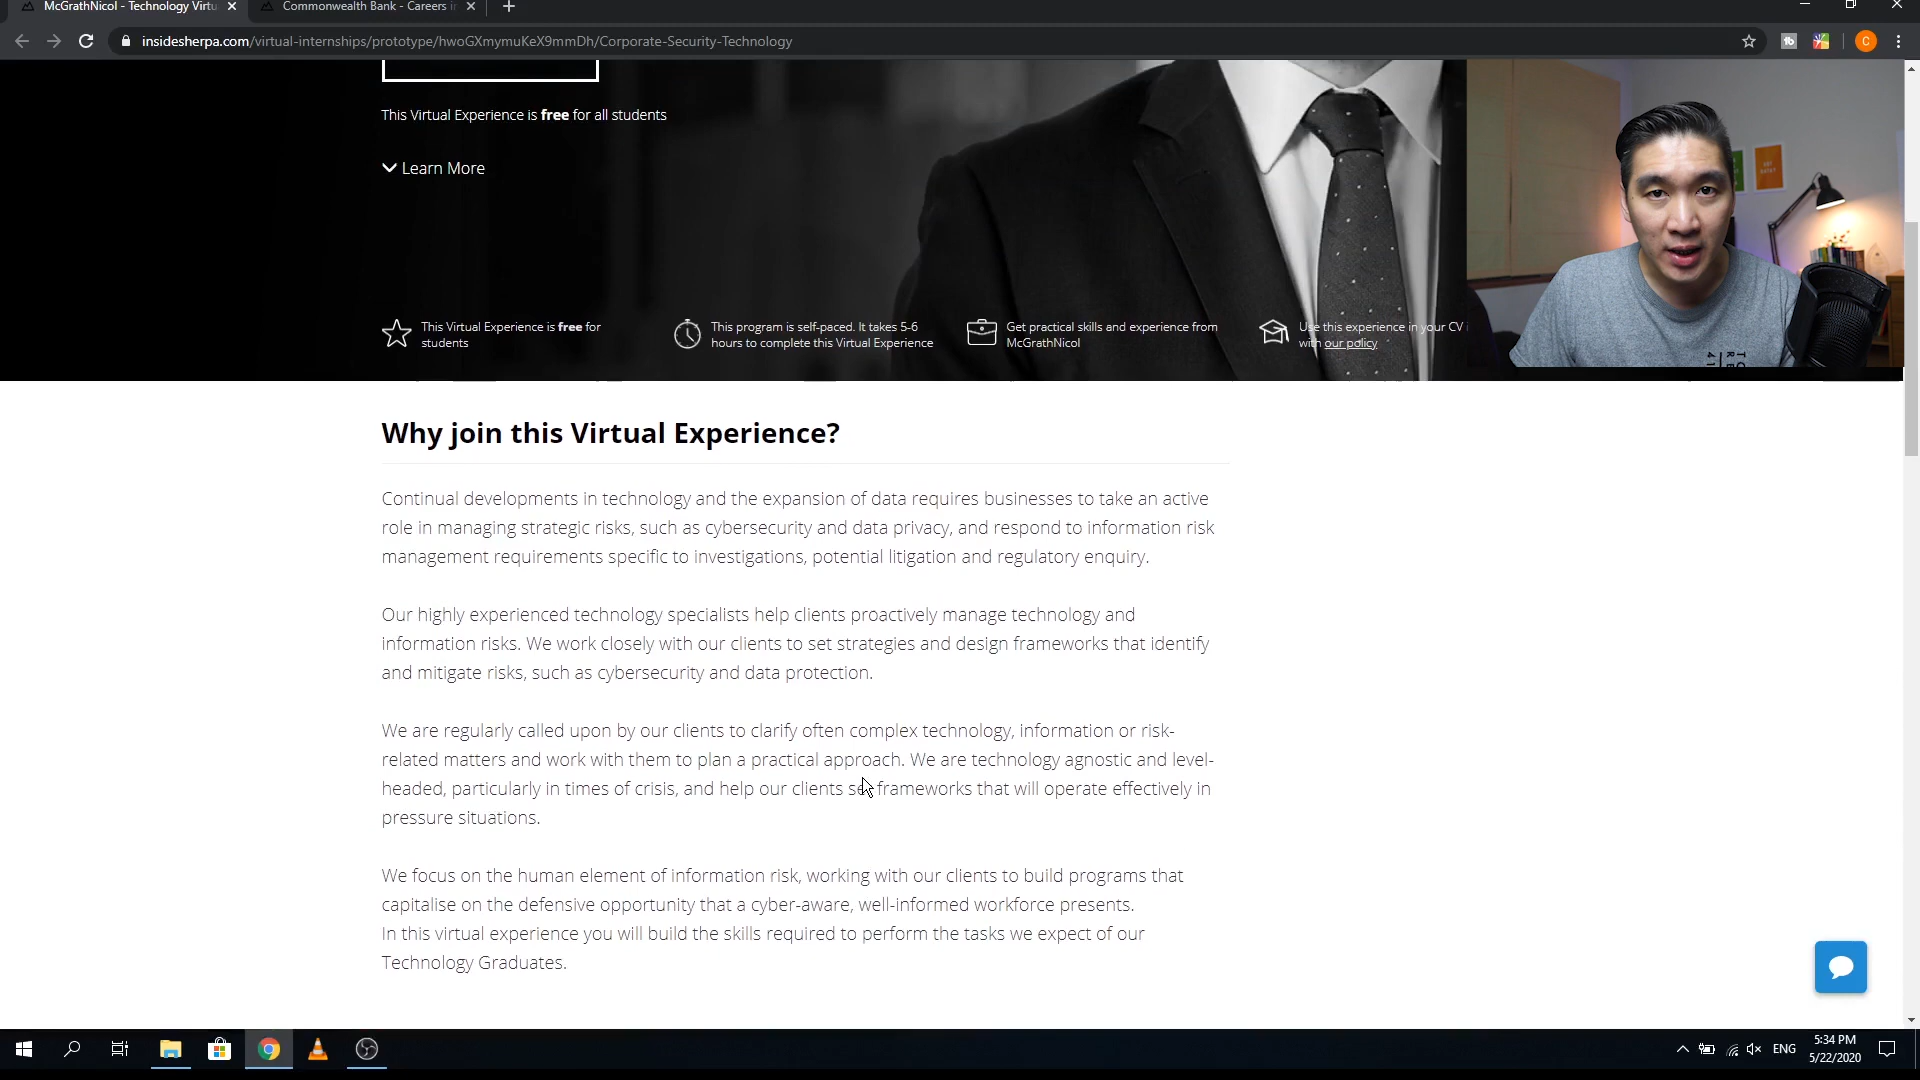 McGrathNicol - Technology Virtu
Commonwealth Bank - Careers in
insidesherpa.com/virtual-internships/prototype/hwoGXmymuKeX9mmDh/Corporate-Security-Technology
C
This Virtual Experience is free for all students
Learn More
This Virtual Experience is free for
students
This program is self-paced. It takes 5-6
hours to complete this Virtual Experience
Get practical skills and experience from
McGrathNicol
Use this experience in your CV
with our policy
Why join this Virtual Experience?
Continual developments in technology and the expansion of data requires businesses to take an active
role in managing strategic risks, such as cybersecurity and data privacy, and respond to information risk
management requirements specific to investigations, potential litigation and regulatory enquiry.
Our highly experienced technology specialists help clients proactively manage technology and
information risks. We work closely with our clients to set strategies and design frameworks that identify
and mitigate risks, such as cybersecurity and data protection.
We are regularly called upon by our clients to clarify often complex technology, information or risk-
related matters and work with them to plan a practical approach. We are technology agnostic and level-
headed, particularly in times of crisis, and help our clients set frameworks that will operate effectively in
pressure situations.
We focus on the human element of information risk, working with our clients to build programs that
capitalise on the defensive opportunity that a cyber-aware, well-informed workforce presents.
In this virtual experience you will build the skills required to perform the tasks we expect of our
Technology Graduates.
ENG
5:34 PM
5/22/2020